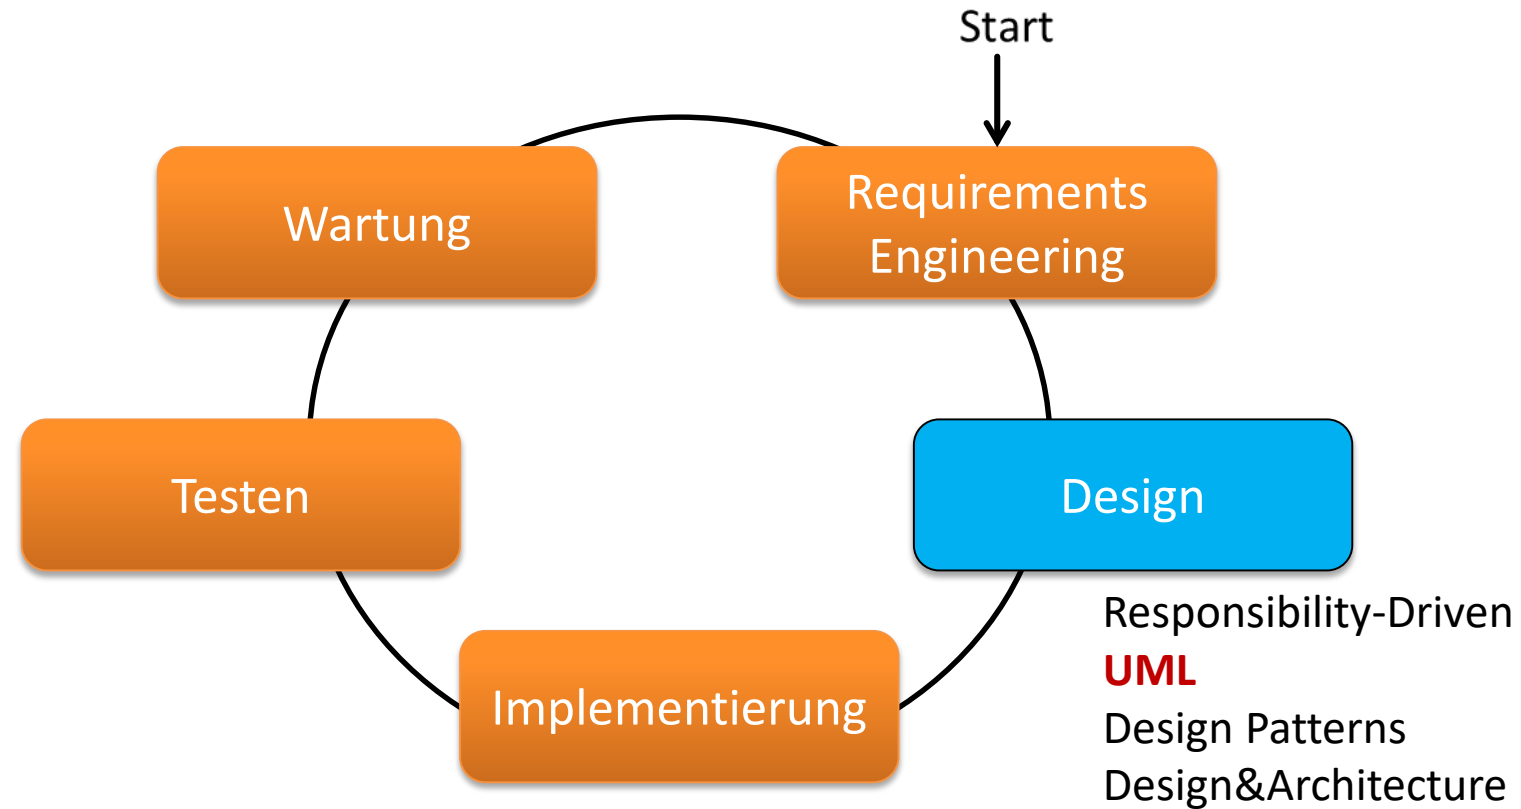 Start
Wartung
Requirements
Engineering
Testen
Design
Implementierung
Responsibility-Driven
UML
Design Patterns
Design&Architecture